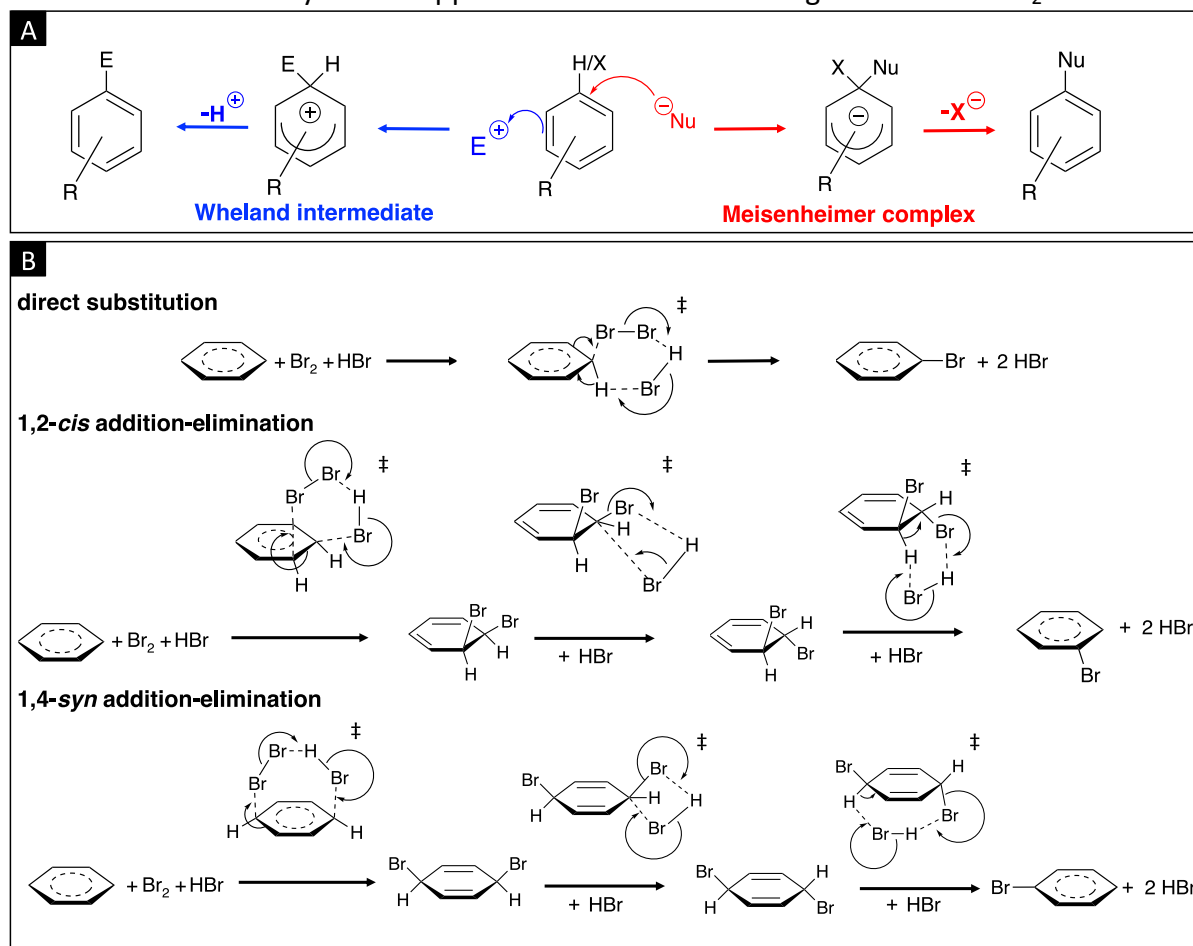 A
E
E H
H/X
X Nu
Nu
-H⊕
⊕
E⊕
⊖Nu
⊖
-X⊖
R
R
R
R
R
Wheland intermediate
Meisenheimer complex
B
direct substitution
‡
Br Br
H
H Br
+ Br2 + HBr
Br + 2 HBr
1,2-cis addition-elimination
‡
‡
‡
Br
Br H
Br
H
H
Br Br
H
H
H
Br
Br H
Br
H
H
Br
+ Br2 + HBr
Br
Br
H
H
+ HBr
Br H
Br
H
+ HBr
Br
+ 2 HBr
1,4-syn addition-elimination
‡
‡
‡
Br H
Br
Br
H H
Br Br
H H
H
Br
Br H
H
Br
Br H
+ Br2 + HBr
Br Br
H H
+ HBr
Br H
H Br
+ HBr
Br + 2 HBr